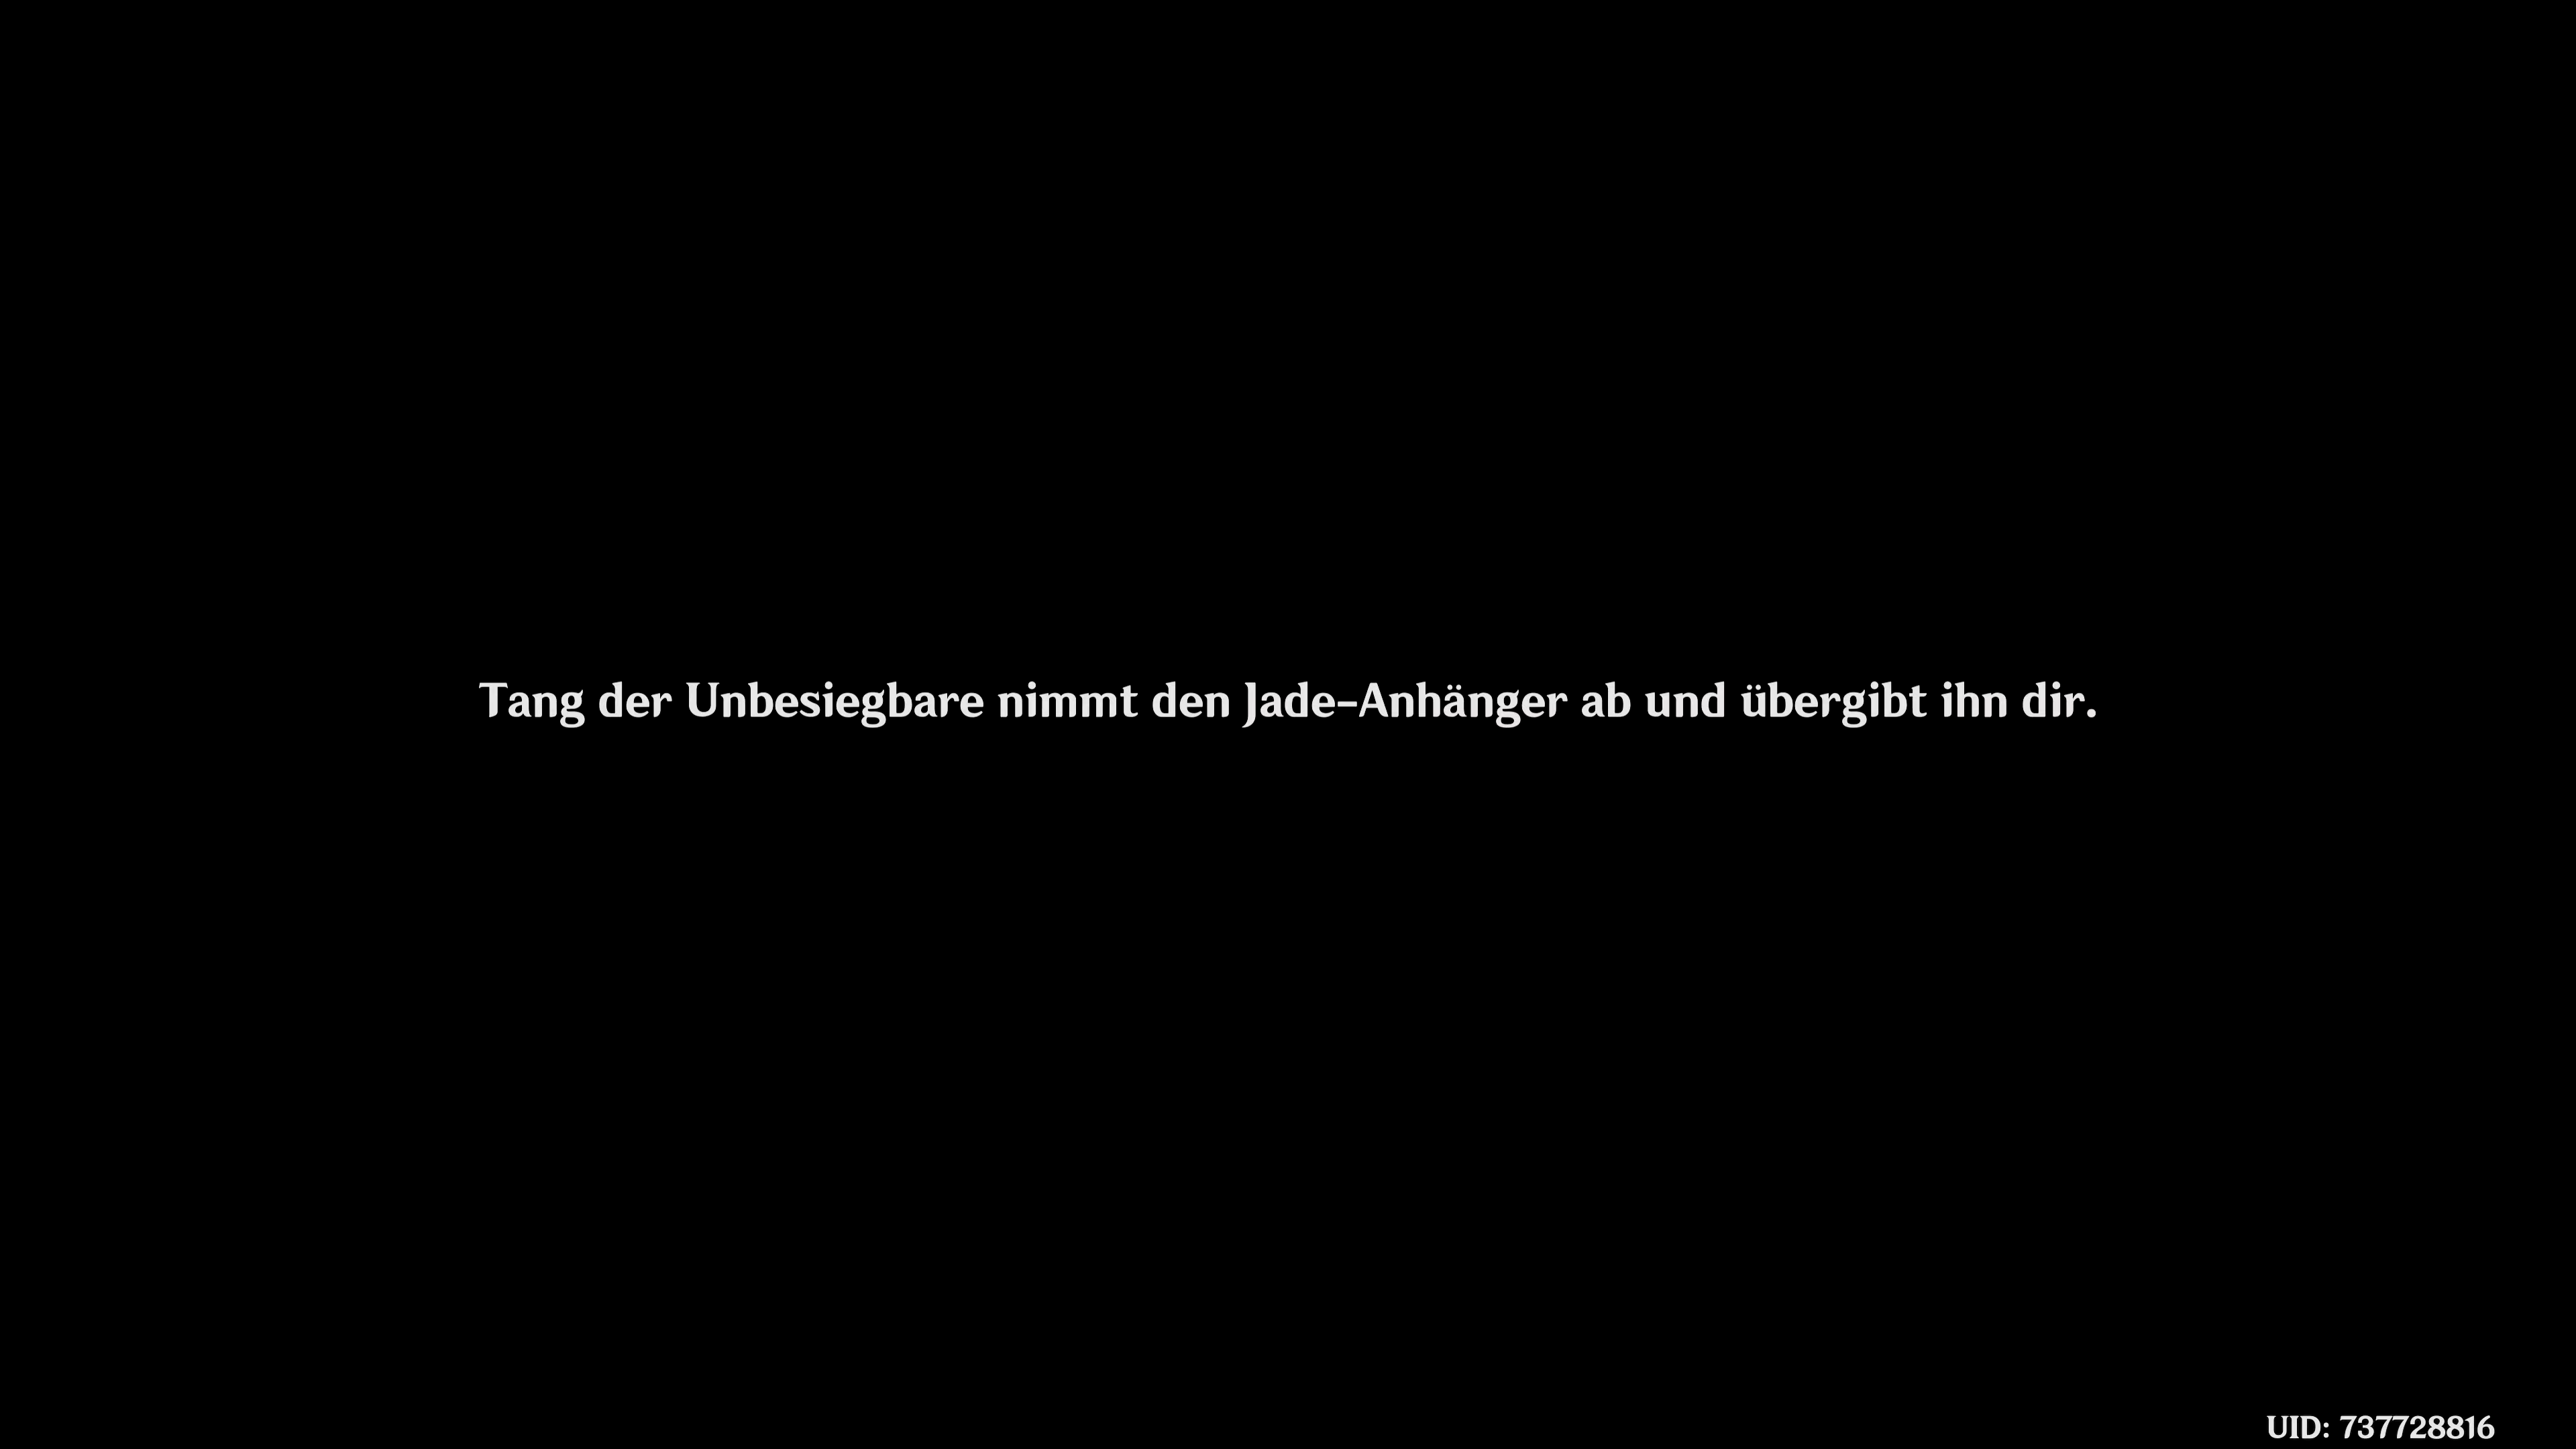 Tang der Unbesiegbare nimmt den Jade-Anhänger ab und übergibt ihn dir.
UID: 737728816